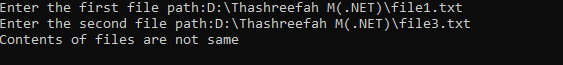 Enter the first file path:D:\Thashreefah M(.NET)\file1.txt
Enter the second file path:D:\Thashreefah M(.NET)\file3.txt
Contents of files are not same